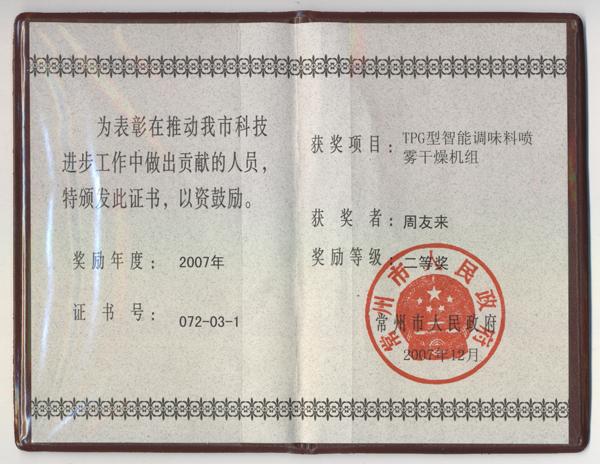 为表彰在推动我市科技
进步工作中做出贡献的人员，
特颁发此证书，以资鼓励。
奖励年度：2007年
证书号：072-03-1
获奖项目：TPG型智能调味料喷
雾干燥机组
获奖者：周友来
奖励等级：二等奖
常州市人民政府
2007年12月
常州市人民政府